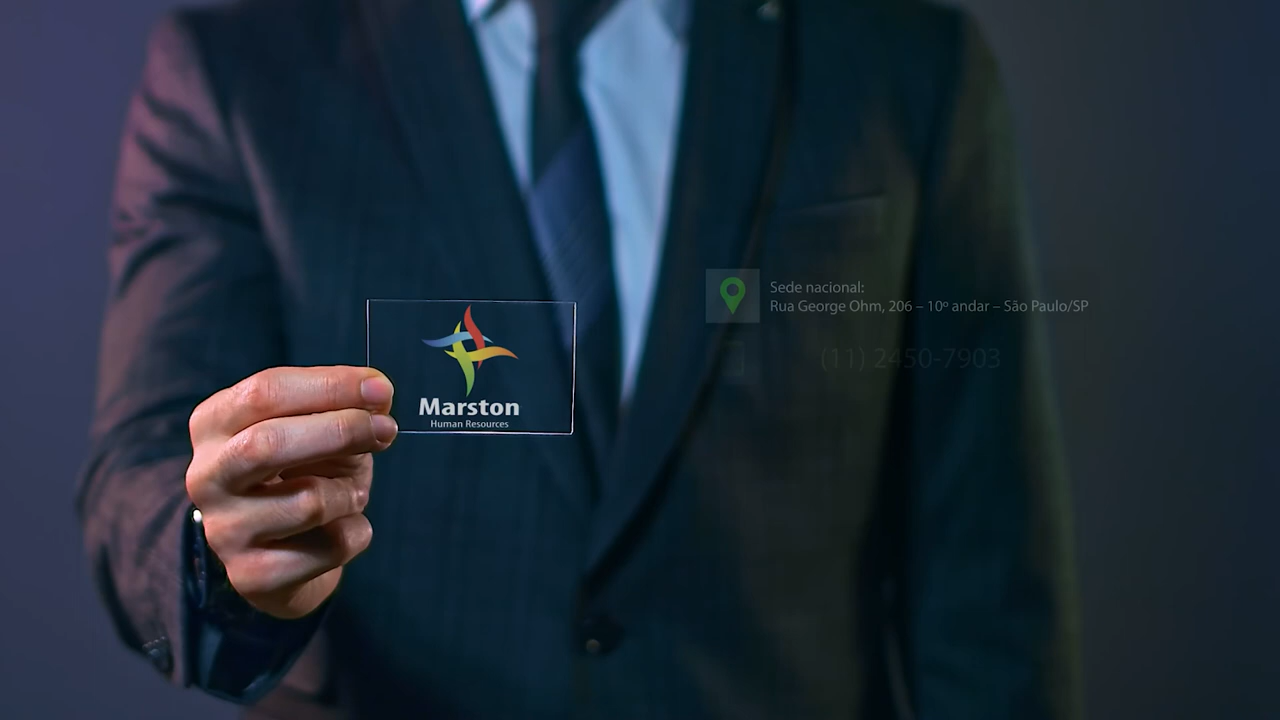 Marston
Human Resources
Sede nacional:
Rua George Ohm, 206 – 10º andar – São Paulo/SP
(11) 2450-7903